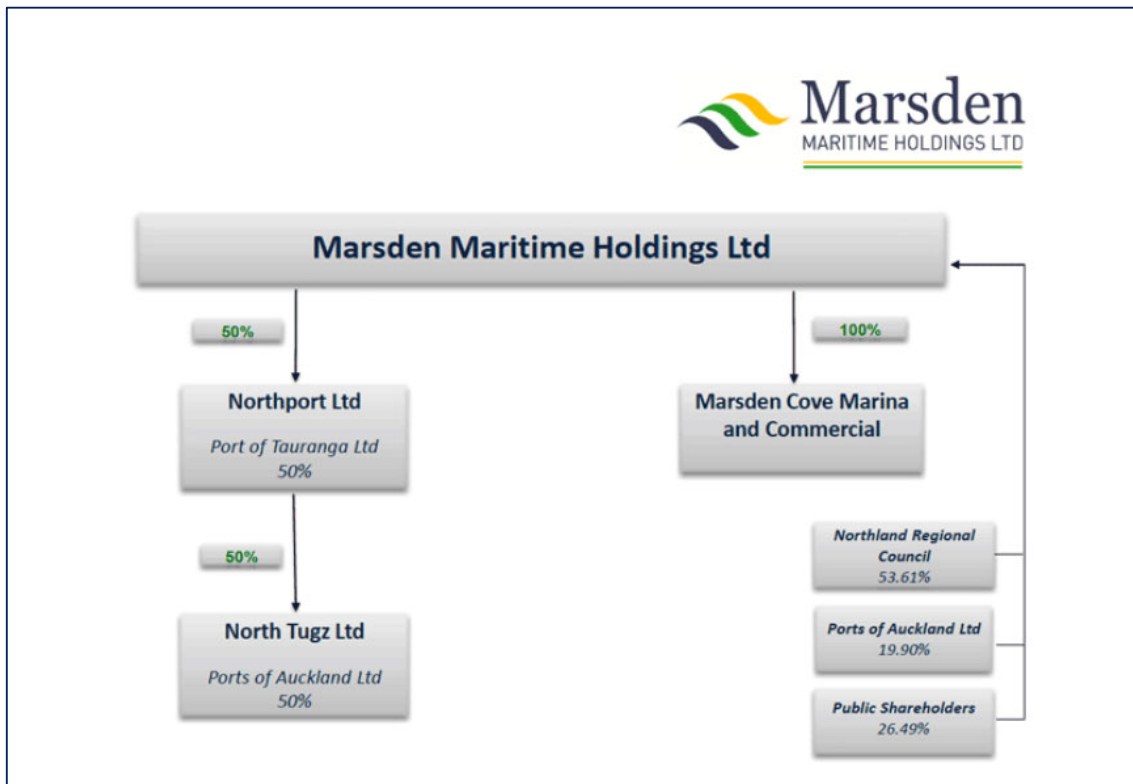 Marsden
MARITIME HOLDINGS LTD
Marsden Maritime Holdings Ltd
50%
100%
Northport Ltd
Port of Tauranga Ltd
50%
Marsden Cove Marina
and Commercial
50%
North Tugz Ltd
Ports of Auckland Ltd
50%
Northland Regional
Council
53.61%
Ports of Auckland Ltd
19.90%
Public Shareholders
26.49%